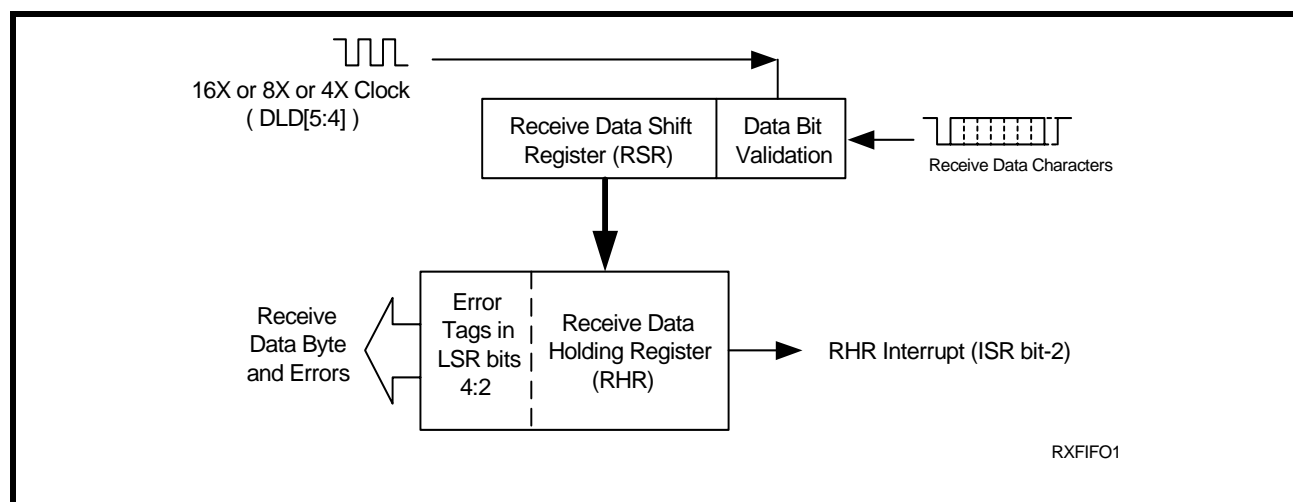 16X or 8X or 4X Clock
( DLD[5:4] )
Receive Data Shift
Register (RSR)
Data Bit
Validation
Receive Data Characters
Receive
Data Byte
and Errors
Error
Tags in
LSR bits
4:2
Receive Data
Holding Register
(RHR)
RHR Interrupt (ISR bit-2)
RXFIFO1